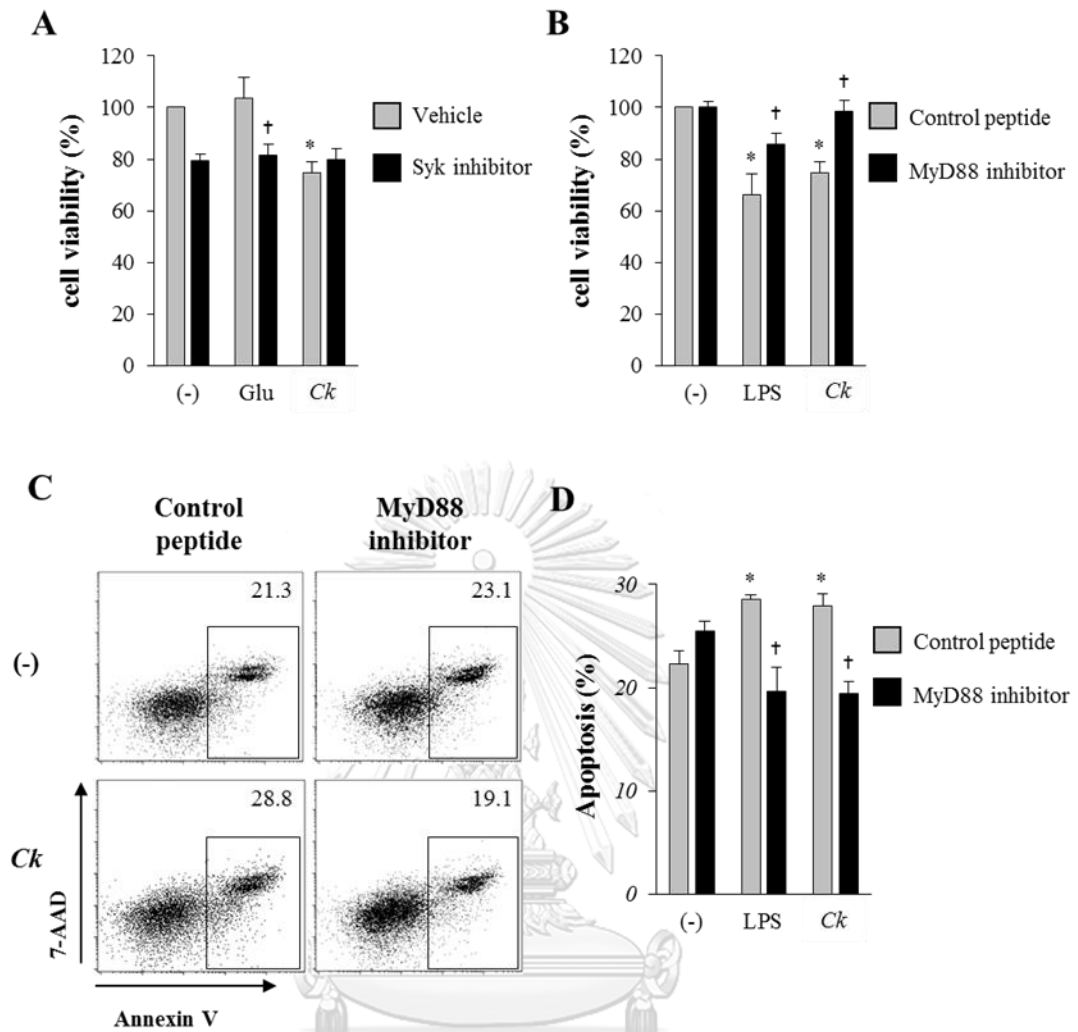 A
120
100
80
60
40
20
0
cell viability (%)
*
†
(-) Glu Ck
Vehicle
Syk inhibitor
B
120
100
80
60
40
20
0
cell viability (%)
* † * †
(-) LPS Ck
Control peptide
MyD88 inhibitor
C
Control
peptide
MyD88
inhibitor
(-)
21.3
23.1
Ck
28.8
19.1
7-AAD
Annexin V
D
30
20
10
0
Apoptosis (%)
* *
† †
(-) LPS Ck
Control peptide
MyD88 inhibitor